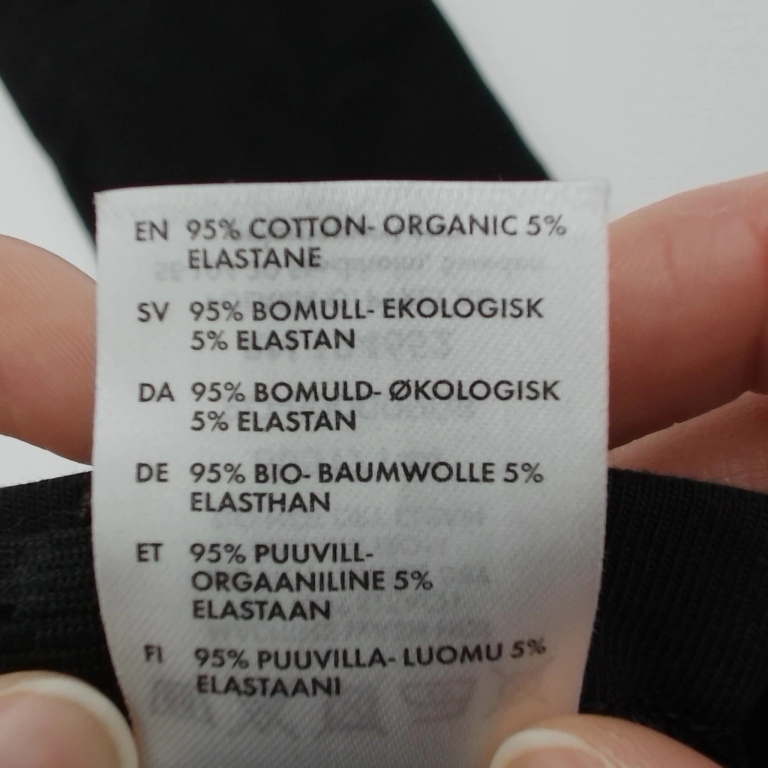 EN 95% COTTON- ORGANIC 5%
ELASTANE
SV 95% BOMULL- EKOLOGISK
5% ELASTAN
DA 95% BOMULD- ØKOLOGISK
5% ELASTAN
DE 95% BIO- BAUMWOLLE 5%
ELASTHAN
ET 95% PUUVILL-
ORGAANILINE 5%
ELASTAAN
FI 95% PUUVILLA- LUOMU 5%
ELASTAANI